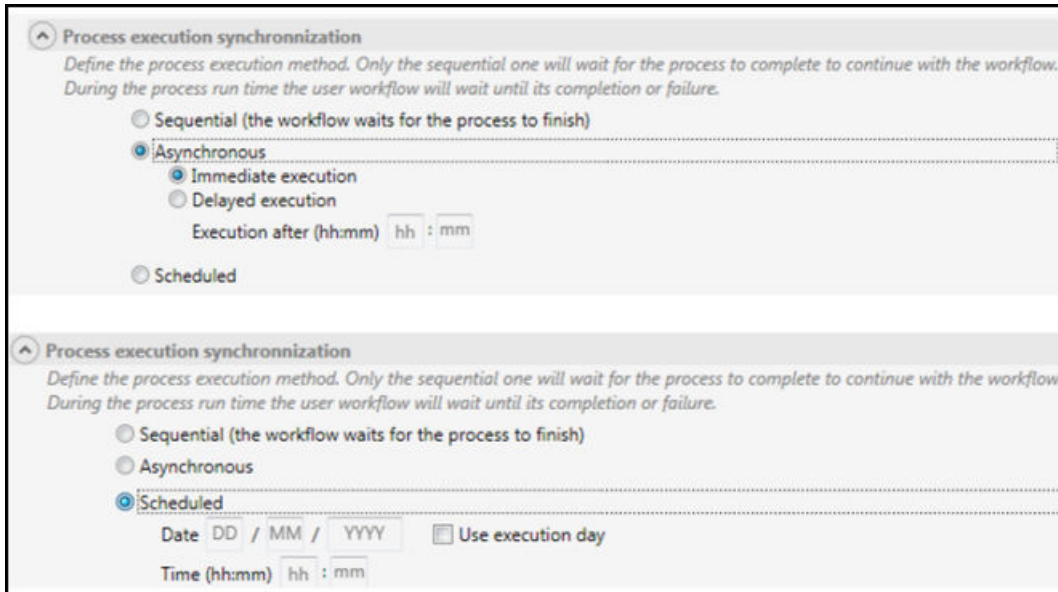 Process execution synchronnization
Define the process execution method. Only the sequential one will wait for the process to complete to continue with the workflow.
During the process run time the user workflow will wait until its completion or failure.
Sequential (the workflow waits for the process to finish)
Asynchronous
Immediate execution
Delayed execution
Execution after (hh:mm) hh : mm
Scheduled
Process execution synchronnization
Define the process execution method. Only the sequential one will wait for the process to complete to continue with the workflow
During the process run time the user workflow will wait until its completion or failure.
Sequential (the workflow waits for the process to finish)
Asynchronous
Scheduled
Date DD / MM / YYYY Use execution day
Time (hh:mm) hh : mm